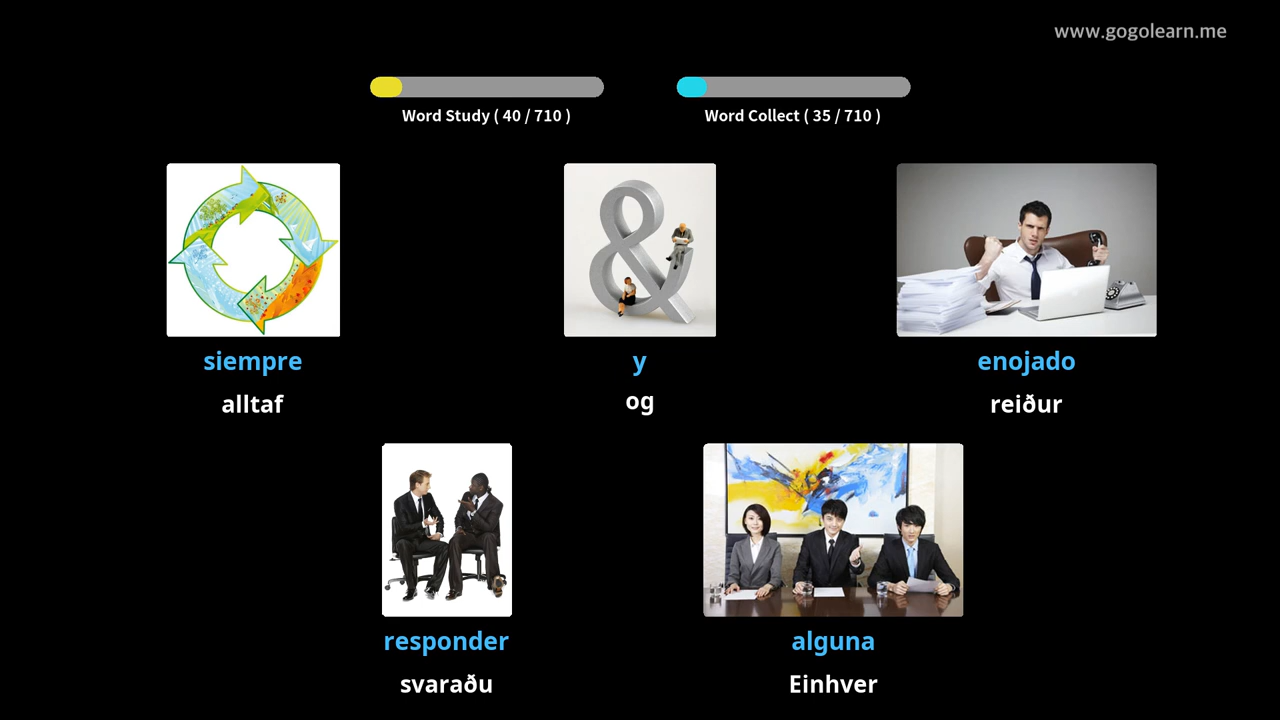 www.gogolearn.me
Word Study ( 40 / 710 )
Word Collect ( 35 / 710 )
siempre
alltaf
y
og
enojado
reiður
responder
svaraðu
alguna
Einhver